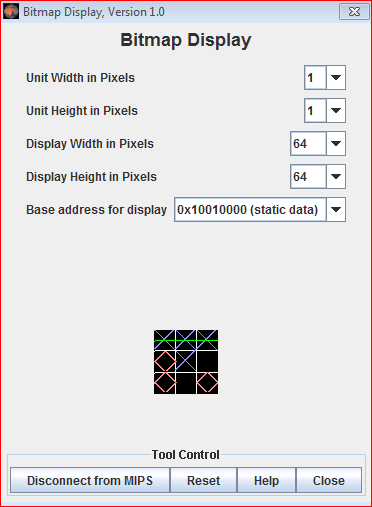 Bitmap Display, Version 1.0
Bitmap Display
Unit Width in Pixels 1
Unit Height in Pixels 1
Display Width in Pixels 64
Display Height in Pixels 64
Base address for display 0x10010000 (static data)
Tool Control
Disconnect from MIPS Reset Help Close